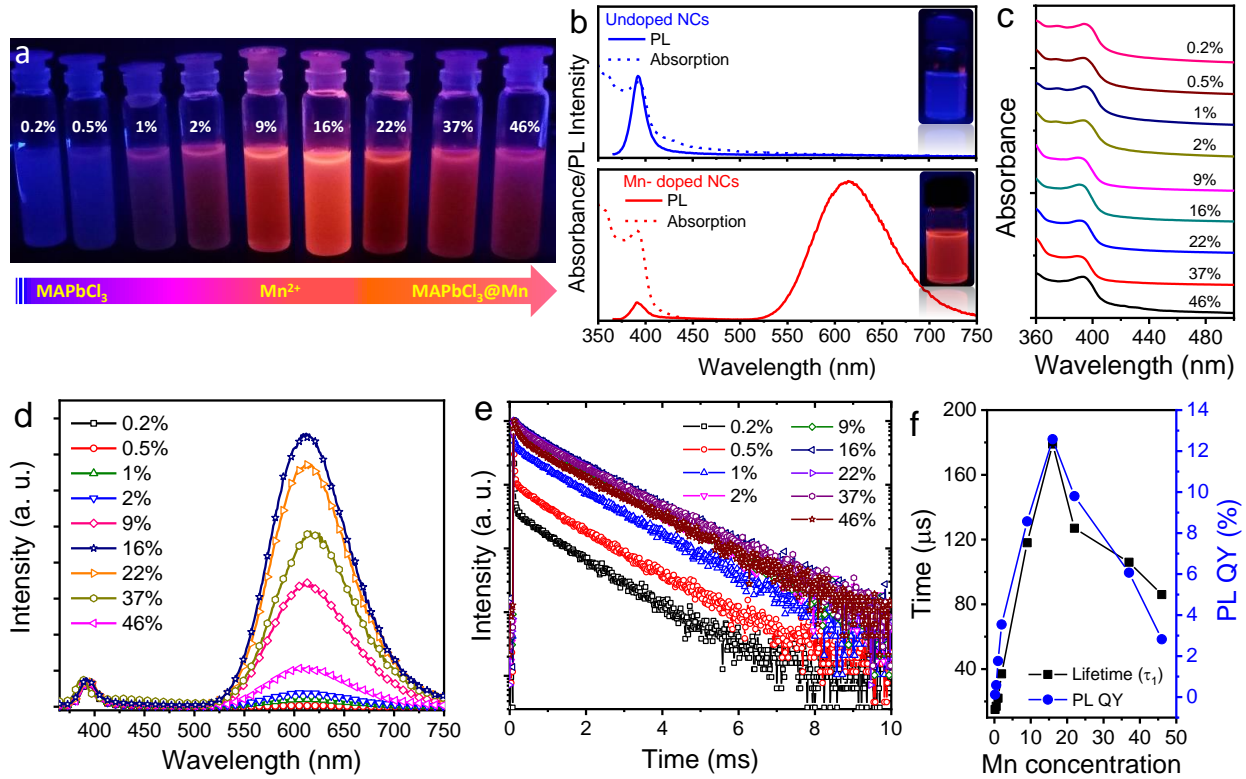 a
0.2% 0.5% 1% 2% 9% 16% 22% 37% 46%
MAPbCl₃ Mn²⁺ MAPbCl₃@Mn
b
Absorbance/PL Intensity
Undoped NCs
PL
Absorption
Mn- doped NCs
PL
Absorption
350 400 450 500 550 600 650 700 750
Wavelength (nm)
c
Absorbance
0.2%
0.5%
1%
2%
9%
16%
22%
37%
46%
360 400 440 480
Wavelength (nm)
d
Intensity (a. u.)
0.2%
0.5%
1%
2%
9%
16%
22%
37%
46%
400 450 500 550 600 650 700 750
Wavelength (nm)
e
Intensity (a. u.)
0.2% 9%
0.5% 16%
1% 22%
2% 37%
46%
0 2 4 6 8 10
Time (ms)
f
Time (µs)
200
160
120
80
40
14
12
10
8
6
4
2
0
PL QY (%)
Lifetime (τ₁)
PL QY
0 10 20 30 40 50
Mn concentration